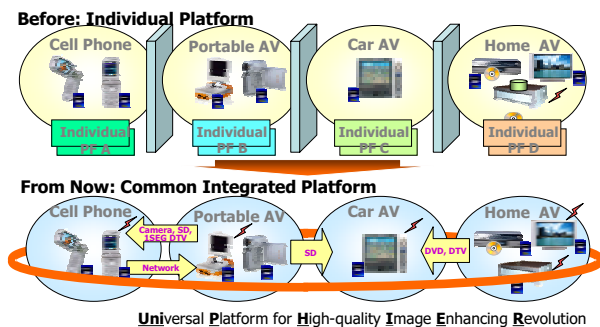 Before: Individual Platform
Cell Phone
Portable AV
Car AV
Home AV
Individual
PF A
Individual
PF B
Individual
PF C
Individual
PF D
From Now: Common Integrated Platform
Cell Phone
Portable AV
Car AV
Home AV
Camera, SD,
1SEG DTV
Network
SD
DVD, DTV
Universal Platform for High-quality Image Enhancing Revolution